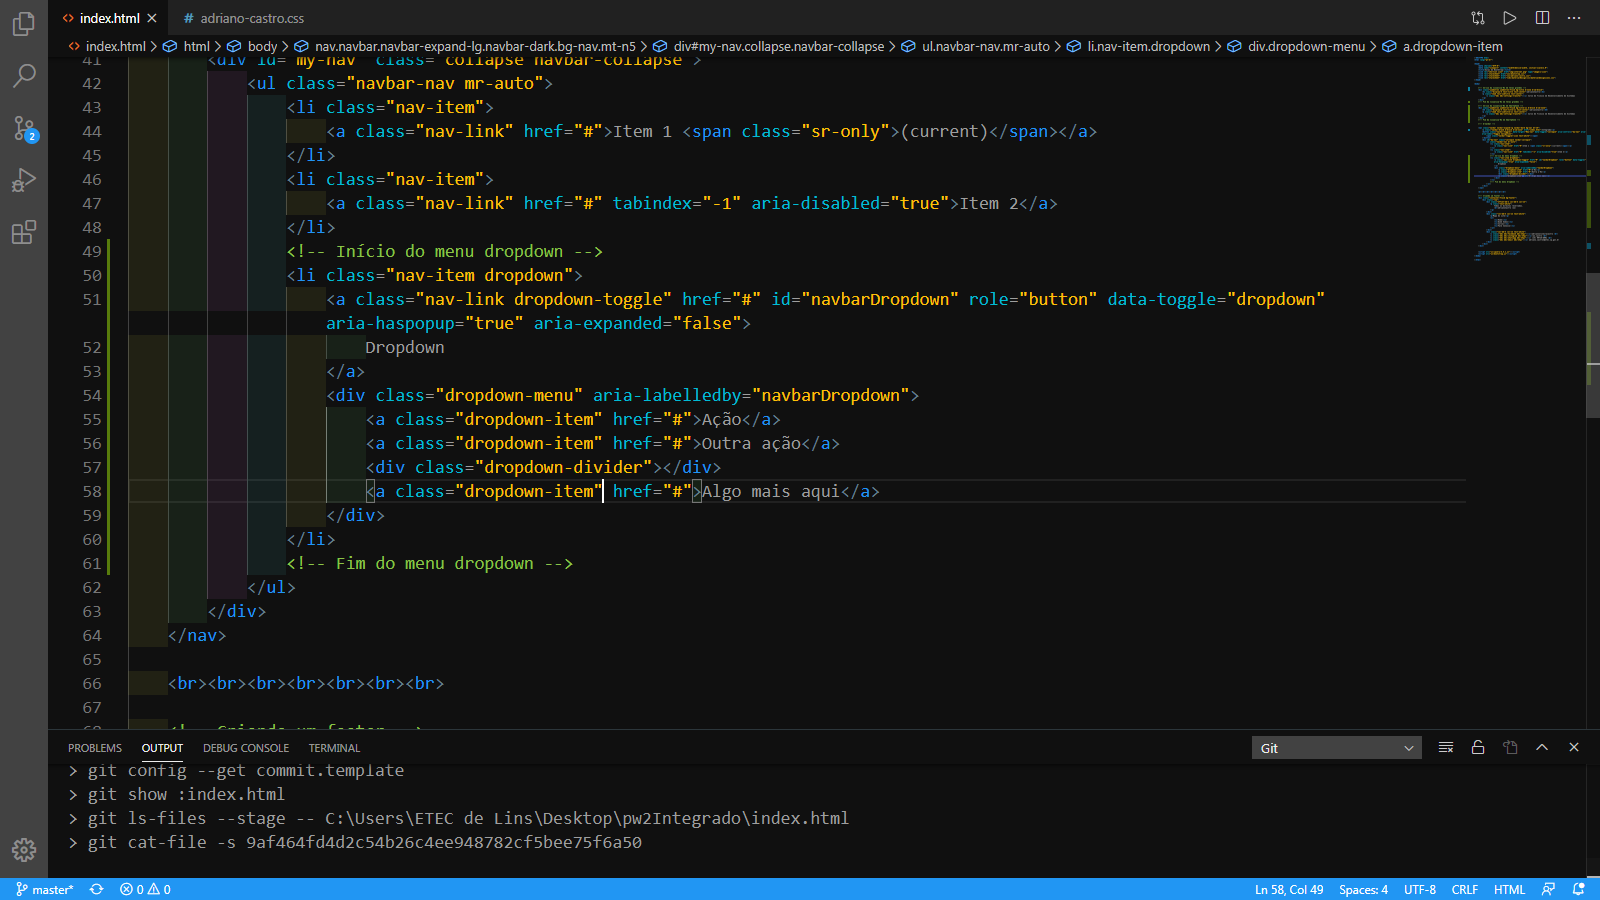 index.html
adriano-castro.css
index.html > html > body > nav.navbar.navbar-expand-lg.navbar-dark.bg-nav.mt-n5 > div#my-nav.collapse.navbar-collapse > ul.navbar-nav.mr-auto > li.nav-item.dropdown > div.dropdown-menu > a.dropdown-item
41 <div id="my-nav" class="collapse navbar-collapse">
42 <ul class="navbar-nav mr-auto">
43 <li class="nav-item">
44 <a class="nav-link" href="#">Item 1 <span class="sr-only">(current)</span></a>
45 </li>
46 <li class="nav-item">
47 <a class="nav-link" href="#" tabindex="-1" aria-disabled="true">Item 2</a>
48 </li>
49 <!-- Início do menu dropdown -->
50 <li class="nav-item dropdown">
51 <a class="nav-link dropdown-toggle" href="#" id="navbarDropdown" role="button" data-toggle="dropdown"
aria-haspopup="true" aria-expanded="false">
52 Dropdown
53 </a>
54 <div class="dropdown-menu" aria-labelledby="navbarDropdown">
55 <a class="dropdown-item" href="#">Ação</a>
56 <a class="dropdown-item" href="#">Outra ação</a>
57 <div class="dropdown-divider"></div>
58 <a class="dropdown-item" href="#">Algo mais aqui</a>
59 </div>
60 </li>
61 <!-- Fim do menu dropdown -->
62 </ul>
63 </div>
64 </nav>
65
66 <br><br><br><br><br><br><br>
67
68 <!-- Criando um footer -->
2
PROBLEMS OUTPUT DEBUG CONSOLE TERMINAL
Git
> git config --get commit.template
> git show :index.html
> git ls-files --stage -- C:\Users\ETEC de Lins\Desktop\pw2Integrado\index.html
> git cat-file -s 9af464fd4d2c54b26c4ee948782cf5bee75f6a50
master* 0 0 Ln 58, Col 49 Spaces: 4 UTF-8 CRLF HTML